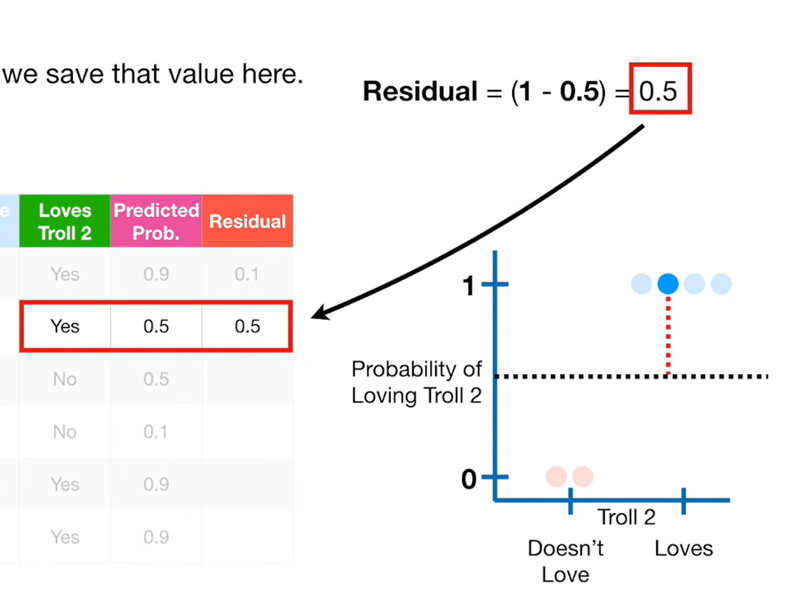 we save that value here.
Residual = (1 - 0.5) = 0.5
e Loves Troll 2 Predicted Prob. Residual
Yes 0.9 0.1
Yes 0.5 0.5
No 0.5
No 0.1
Yes 0.9
Yes 0.9
1
Probability of
Loving Troll 2
0
Troll 2
Doesn't
Love
Loves